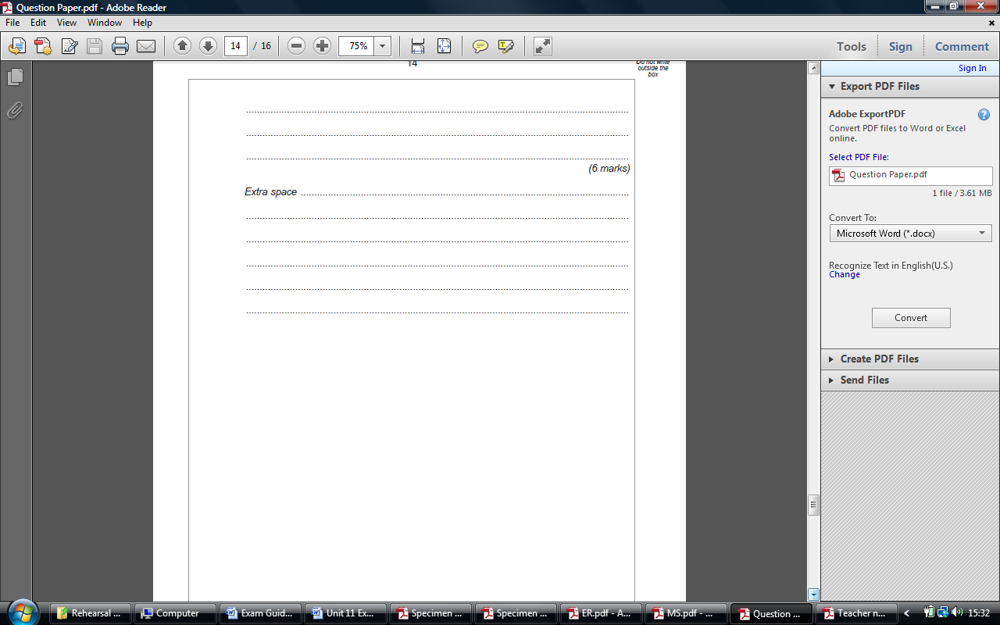 Question Paper.pdf - Adobe Reader
File Edit View Window Help
14 / 16 75% Tools Sign Comment
14
Do not write
outside the
box
(6 marks)
Extra space
Sign In
Export PDF Files
Adobe ExportPDF
Convert PDF files to Word or Excel
online.
Select PDF File:
Question Paper.pdf
1 file / 3.61 MB
Convert To:
Microsoft Word (*.docx)
Recognize Text in English(U.S.)
Change
Convert
Create PDF Files
Send Files
Rehearsal ... Computer Exam Guid... Unit 11 Ex... Specimen ... Specimen ... ER.pdf - A... MS.pdf - ... Question ... Teacher n... 15:32